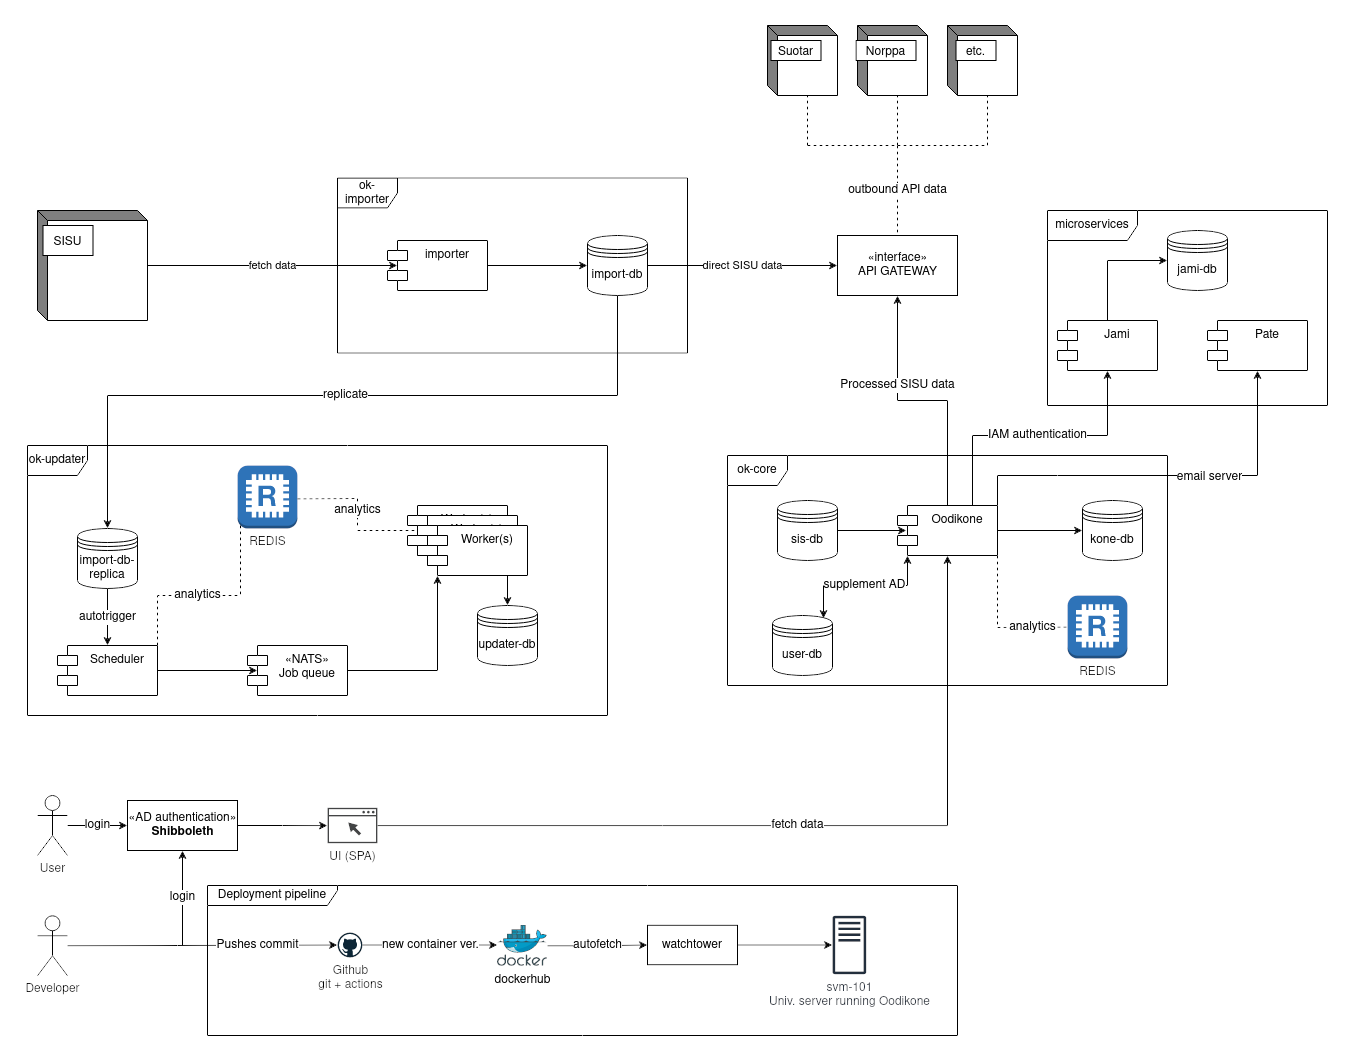 Suotar
Norppa
etc.
outbound API data
ok-
importer
SISU
fetch data
importer
import-db
direct SISU data
«interface»
API GATEWAY
microservices
jami-db
Jami
Pate
replicate
Processed SISU data
IAM authentication
email server
ok-updater
R
REDIS
analytics
Worker(s)
import-db-
replica
autotrigger
analytics
Scheduler
«NATS»
Job queue
updater-db
ok-core
sis-db
Oodikone
kone-db
supplement AD
user-db
analytics
R
REDIS
User
login
«AD authentication»
Shibboleth
UI (SPA)
fetch data
login
Developer
Deployment pipeline
Pushes commit
Github
git + actions
new container ver.
docker
dockerhub
autofetch
watchtower
svm-101
Univ. server running Oodikone